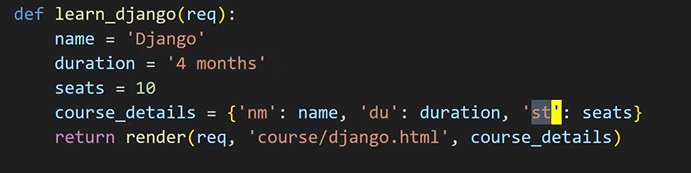 def learn_django(req):
    name = 'Django'
    duration = '4 months'
    seats = 10
    course_details = {'nm': name, 'du': duration, 'st': seats}
    return render(req, 'course/django.html', course_details)